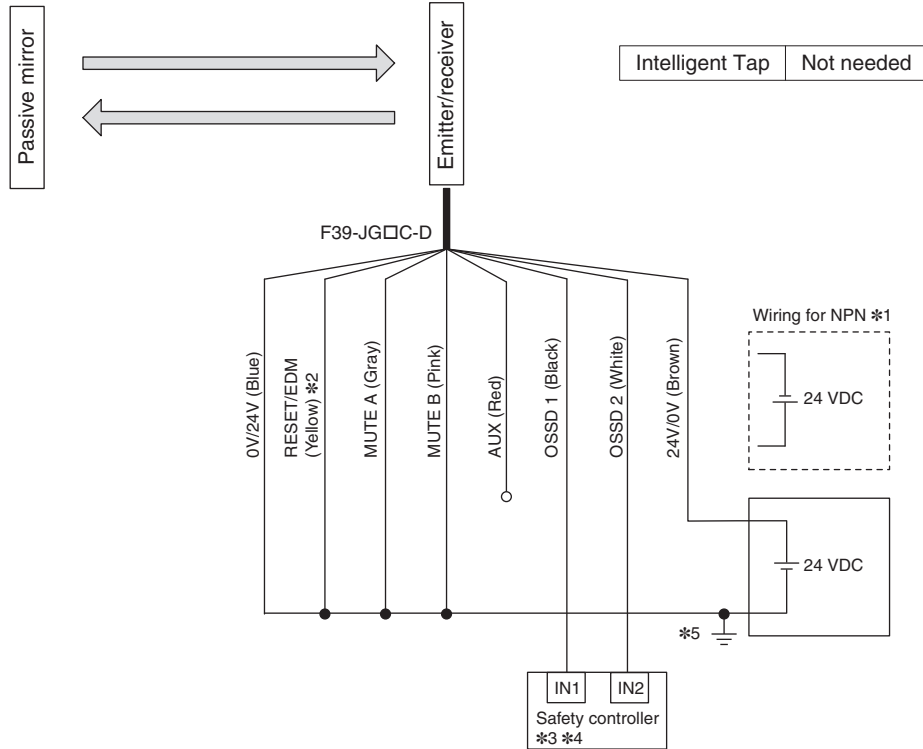 Passive mirror
Emitter/receiver
Intelligent Tap Not needed
F39-JG□C-D
0V/24V (Blue)
RESET/EDM
(Yellow) ✱2
MUTE A (Gray)
MUTE B (Pink)
AUX (Red)
OSSD 1 (Black)
OSSD 2 (White)
24V/0V (Brown)
Wiring for NPN ✱1
24 VDC
24 VDC
✱5
IN1 IN2
Safety controller
✱3 ✱4